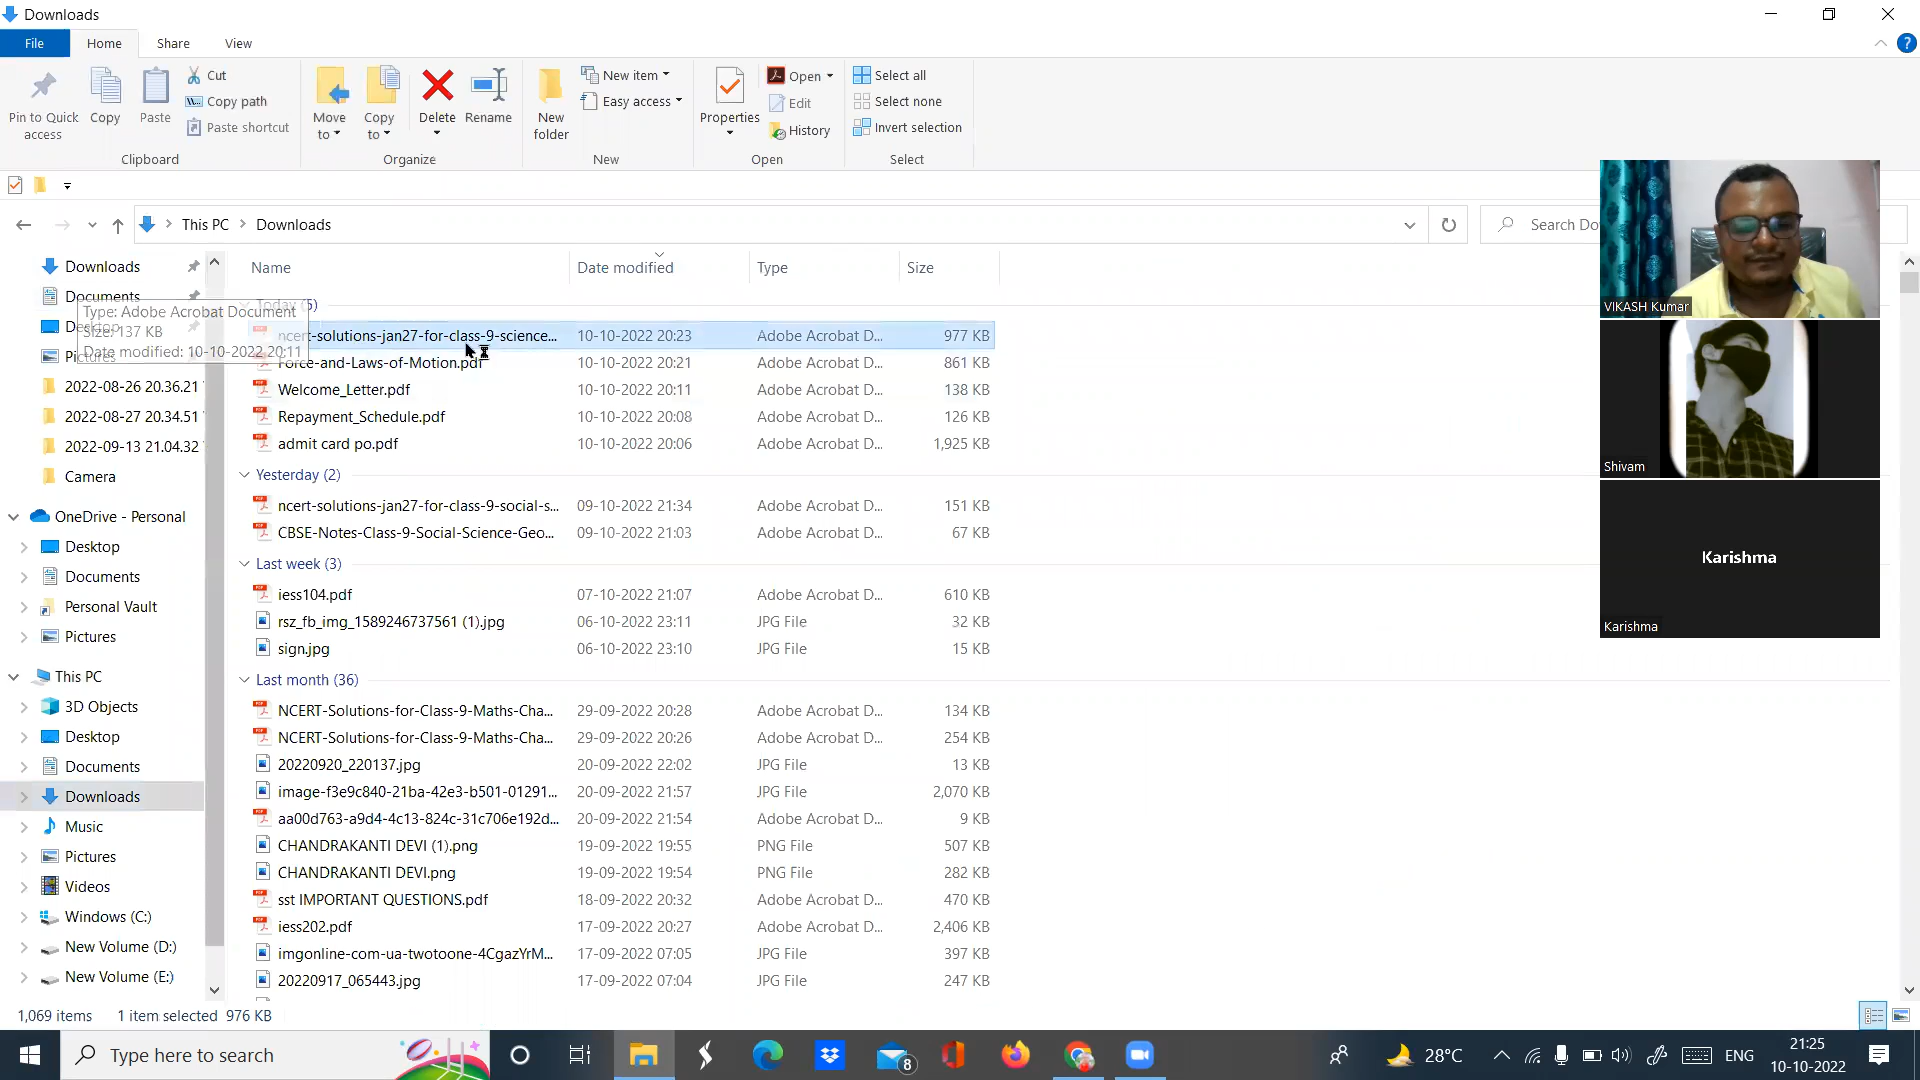 Downloads
File Home Share View
Pin to Quick access
Copy
Paste
Cut
Copy path
Paste shortcut
Clipboard
Move to
Copy to
Delete
Rename
Organize
New folder
New item
Easy access
New
Properties
Open
Edit
History
Open
Select all
Select none
Invert selection
Select
This PC Downloads
Search Do
Downloads
Documents
2022-08-26 20.36.21
2022-08-27 20.34.51
2022-09-13 21.04.32
Camera
OneDrive - Personal
Desktop
Documents
Personal Vault
Pictures
This PC
3D Objects
Desktop
Documents
Downloads
Music
Pictures
Videos
Windows (C:)
New Volume (D:)
New Volume (E:)
Type: Adobe Acrobat Document
Size: 137 KB
Date modified: 10-10-2022 20:11
Name Date modified Type Size
Today (5)
ncert-solutions-jan27-for-class-9-science... 10-10-2022 20:23 Adobe Acrobat D... 977 KB
Force-and-Laws-of-Motion.pdf 10-10-2022 20:21 Adobe Acrobat D... 861 KB
Welcome_Letter.pdf 10-10-2022 20:11 Adobe Acrobat D... 138 KB
Repayment_Schedule.pdf 10-10-2022 20:08 Adobe Acrobat D... 126 KB
admit card po.pdf 10-10-2022 20:06 Adobe Acrobat D... 1,925 KB
Yesterday (2)
ncert-solutions-jan27-for-class-9-social-s... 09-10-2022 21:34 Adobe Acrobat D... 151 KB
CBSE-Notes-Class-9-Social-Science-Geo... 09-10-2022 21:03 Adobe Acrobat D... 67 KB
Last week (3)
iess104.pdf 07-10-2022 21:07 Adobe Acrobat D... 610 KB
rsz_fb_img_1589246737561 (1).jpg 06-10-2022 23:11 JPG File 32 KB
sign.jpg 06-10-2022 23:10 JPG File 15 KB
Last month (36)
NCERT-Solutions-for-Class-9-Maths-Cha... 29-09-2022 20:28 Adobe Acrobat D... 134 KB
NCERT-Solutions-for-Class-9-Maths-Cha... 29-09-2022 20:26 Adobe Acrobat D... 254 KB
20220920_220137.jpg 20-09-2022 22:02 JPG File 13 KB
image-f3e9c840-21ba-42e3-b501-01291... 20-09-2022 21:57 JPG File 2,070 KB
aa00d763-a9d4-4c13-824c-31c706e192d... 20-09-2022 21:54 Adobe Acrobat D... 9 KB
CHANDRAKANTI DEVI (1).png 19-09-2022 19:55 PNG File 507 KB
CHANDRAKANTI DEVI.png 19-09-2022 19:54 PNG File 282 KB
sst IMPORTANT QUESTIONS.pdf 18-09-2022 20:32 Adobe Acrobat D... 470 KB
iess202.pdf 17-09-2022 20:27 Adobe Acrobat D... 2,406 KB
imgonline-com-ua-twotoone-4CgazYrM... 17-09-2022 07:05 JPG File 397 KB
20220917_065443.jpg 17-09-2022 07:04 JPG File 247 KB
VIKASH Kumar
Shivam
Karishma
Karishma
1,069 items 1 item selected 976 KB
Type here to search
8
28°C
ENG
21:25
10-10-2022